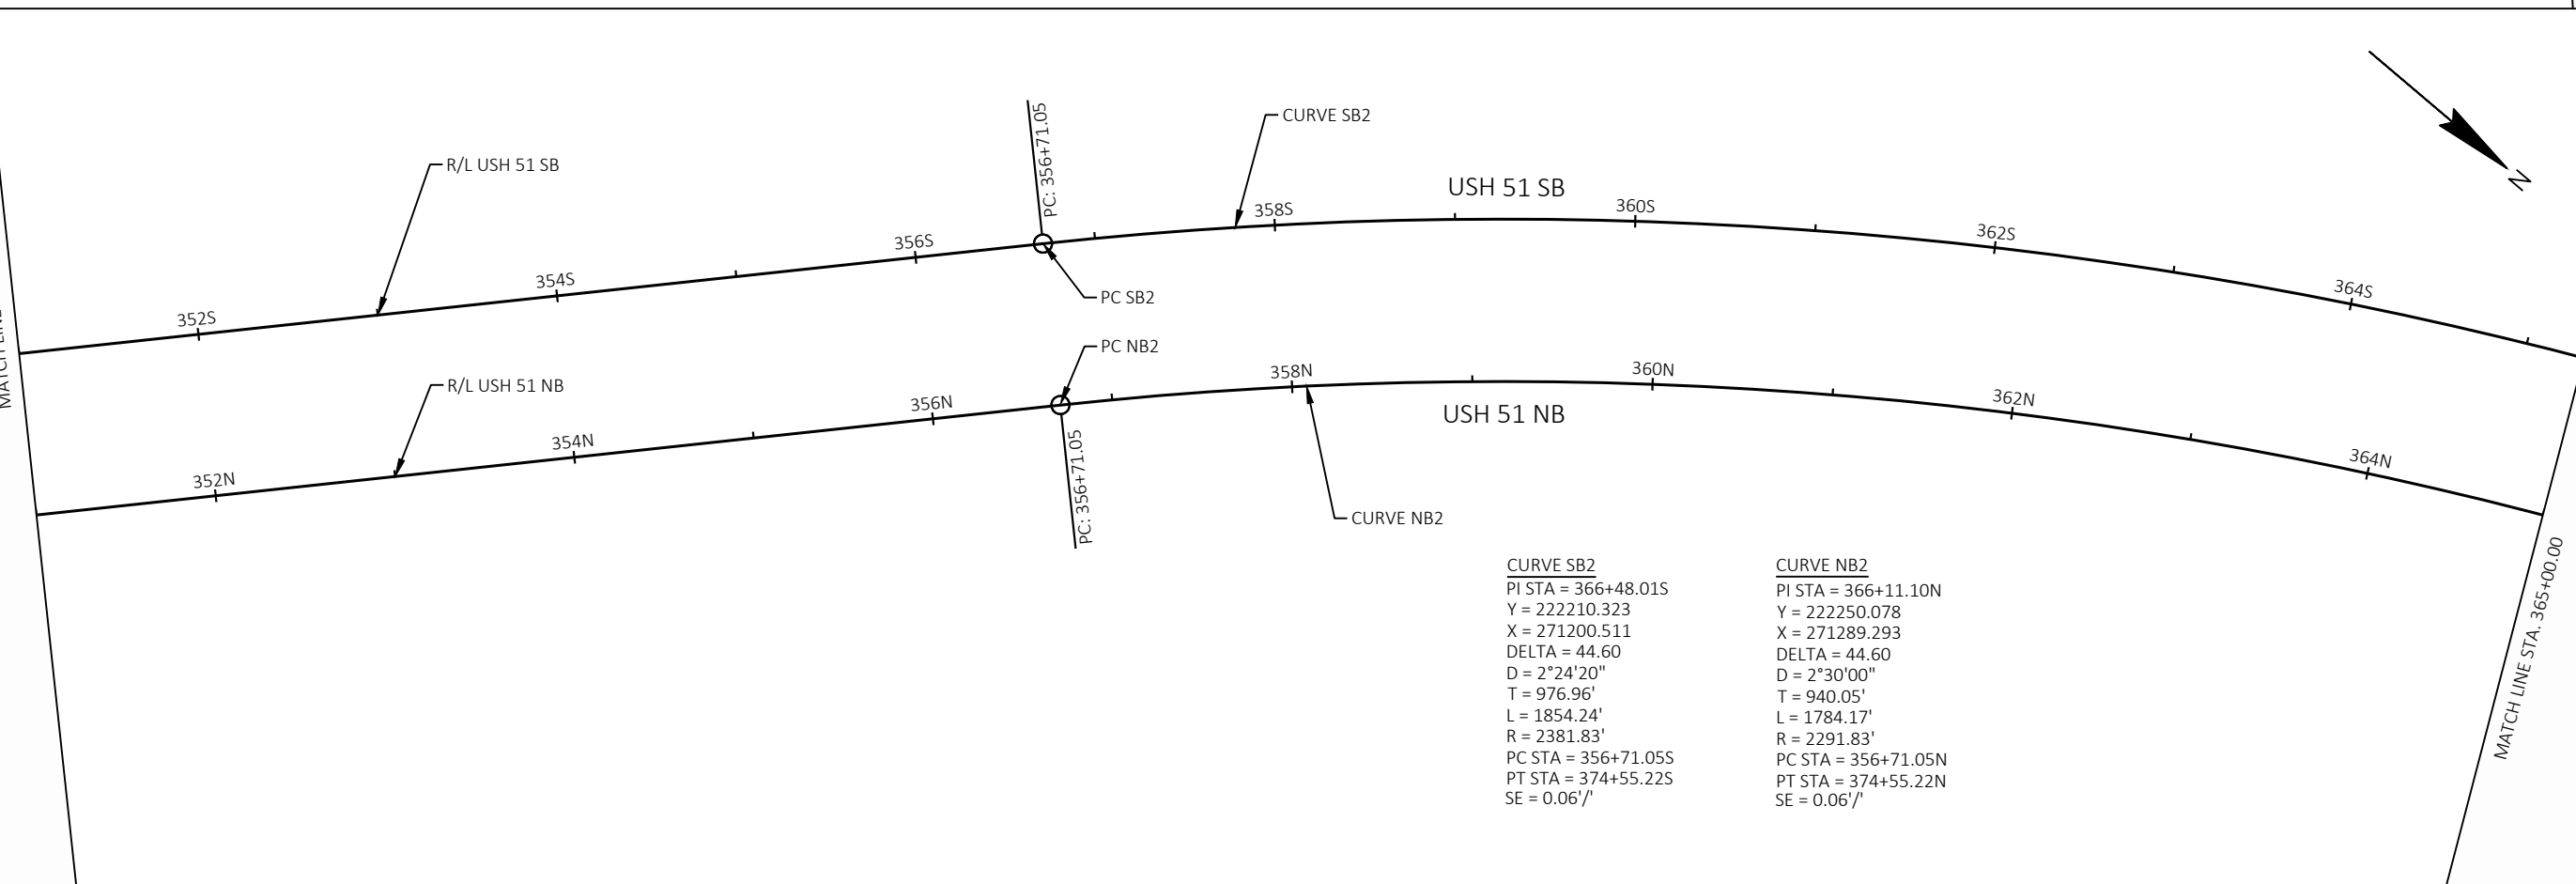 N
PC: 356+71.05
CURVE SB2
R/L USH 51 SB
USH 51 SB
352S
354S
356S
358S
360S
362S
364S
PC SB2
PC NB2
R/L USH 51 NB
USH 51 NB
352N
354N
356N
358N
360N
362N
364N
PC: 356+71.05
CURVE NB2
MATCH LINE STA. 365+00.00
CURVE SB2
PI STA = 366+48.01S
Y = 222210.323
X = 271200.511
DELTA = 44.60
D = 2°24'20"
T = 976.96'
L = 1854.24'
R = 2381.83'
PC STA = 356+71.05S
PT STA = 374+55.22S
SE = 0.06'/'
CURVE NB2
PI STA = 366+11.10N
Y = 222250.078
X = 271289.293
DELTA = 44.60
D = 2°30'00"
T = 940.05'
L = 1784.17'
R = 2291.83'
PC STA = 356+71.05N
PT STA = 374+55.22N
SE = 0.06'/'
MATCH